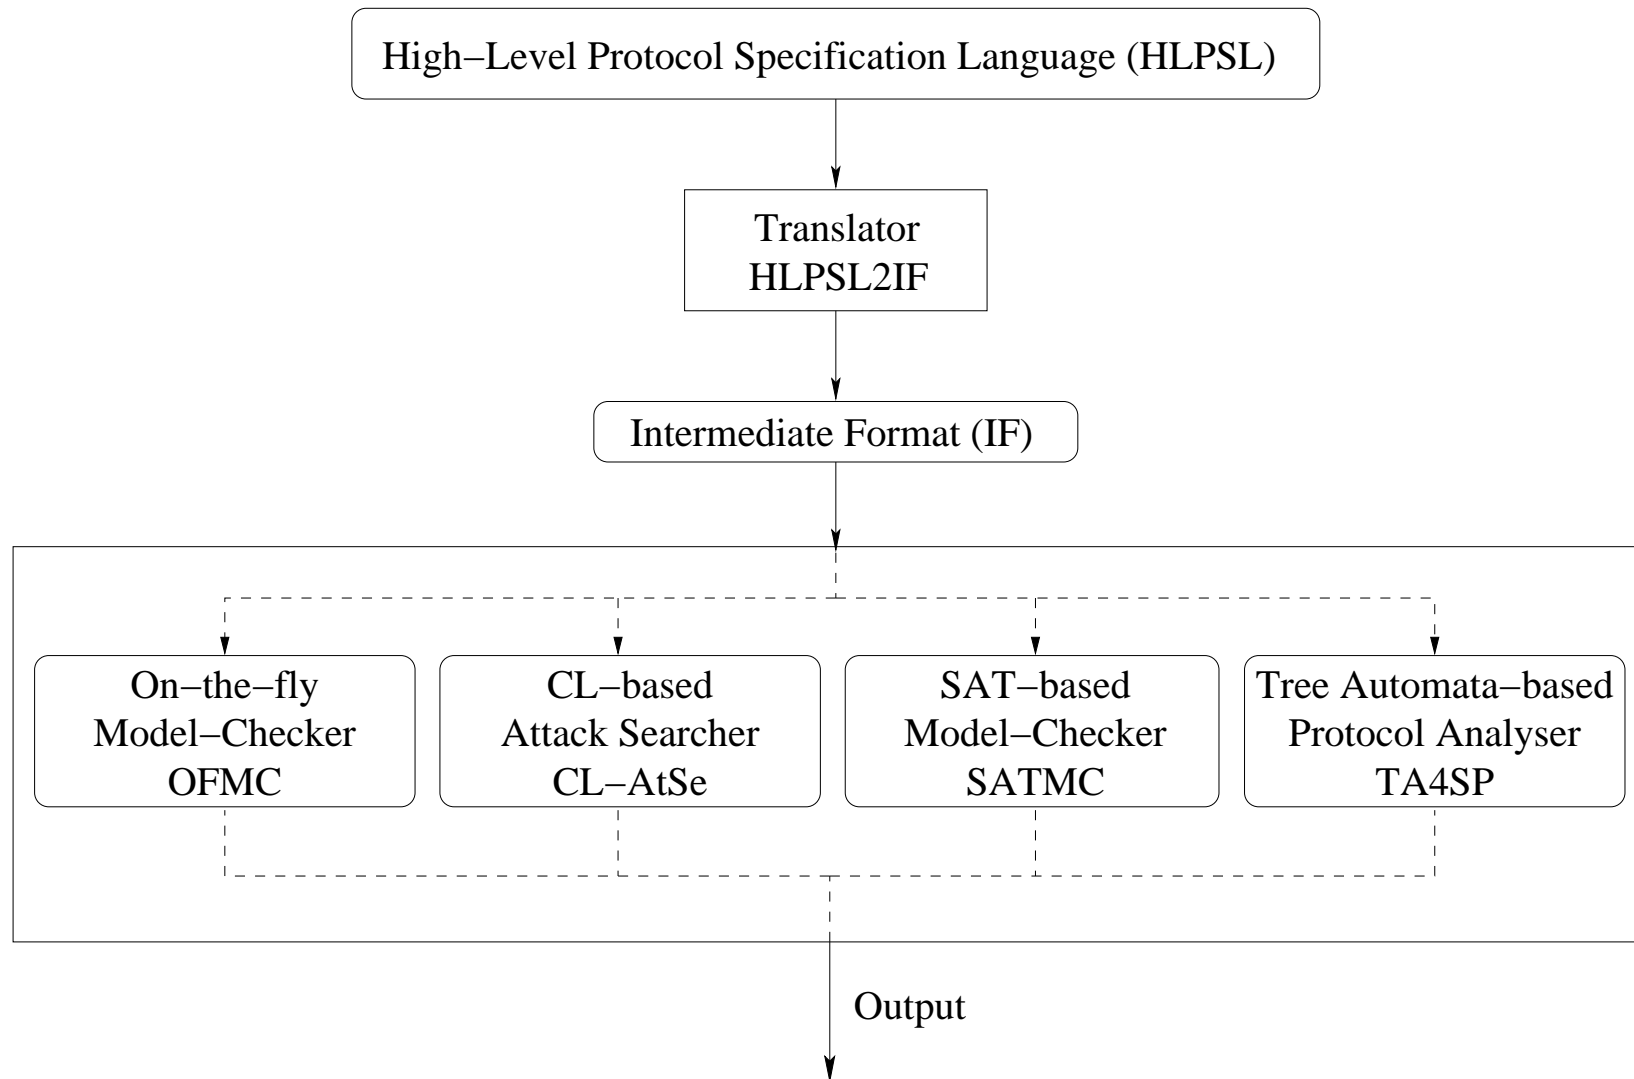 High−Level Protocol Specification Language (HLPSL)
Translator
HLPSL2IF
Intermediate Format (IF)
On−the−fly
Model−Checker
OFMC
CL−based
Attack Searcher
CL−AtSe
SAT−based
Model−Checker
SATMC
Tree Automata−based
Protocol Analyser
TA4SP
Output